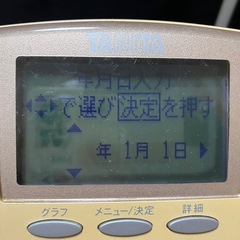 TANITA
年月日入力
で選び決定を押す
年 1月 1日
グラフ
メニュー/決定
詳細